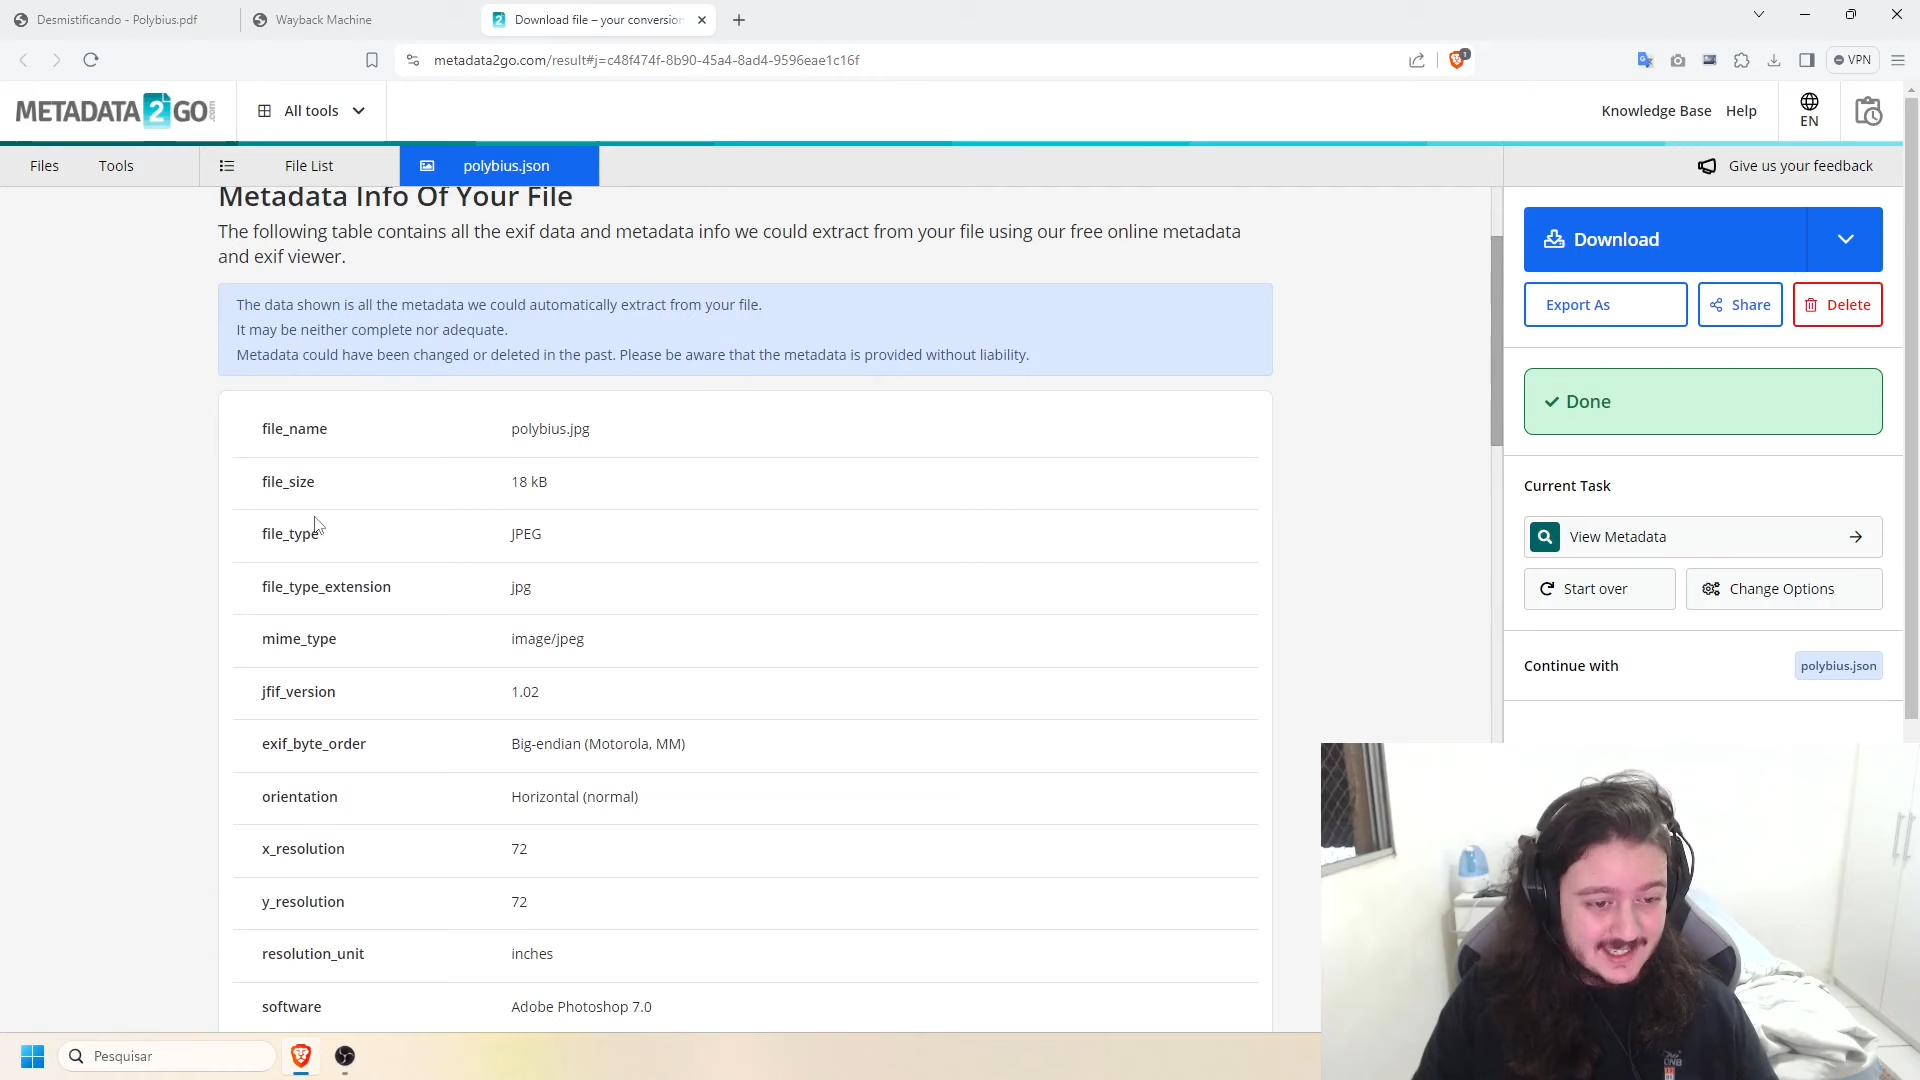 Desmistificando - Polybius.pdf
Wayback Machine
2 Download file – your conversion
metadata2go.com/result#j=c48f474f-8b90-45a4-8ad4-9596eae1c16f
1
VPN
METADATA 2 GO .com
All tools
Knowledge Base
Help
EN
Files
Tools
File List
polybius.json
Give us your feedback
Metadata Info Of Your File
The following table contains all the exif data and metadata info we could extract from your file using our free online metadata
and exif viewer.
The data shown is all the metadata we could automatically extract from your file.
It may be neither complete nor adequate.
Metadata could have been changed or deleted in the past. Please be aware that the metadata is provided without liability.
file_name polybius.jpg
file_size 18 kB
file_type JPEG
file_type_extension jpg
mime_type image/jpeg
jfif_version 1.02
exif_byte_order Big-endian (Motorola, MM)
orientation Horizontal (normal)
x_resolution 72
y_resolution 72
resolution_unit inches
software Adobe Photoshop 7.0
Download
Export As
Share
Delete
Done
Current Task
View Metadata
Start over
Change Options
Continue with
polybius.json
Pesquisar